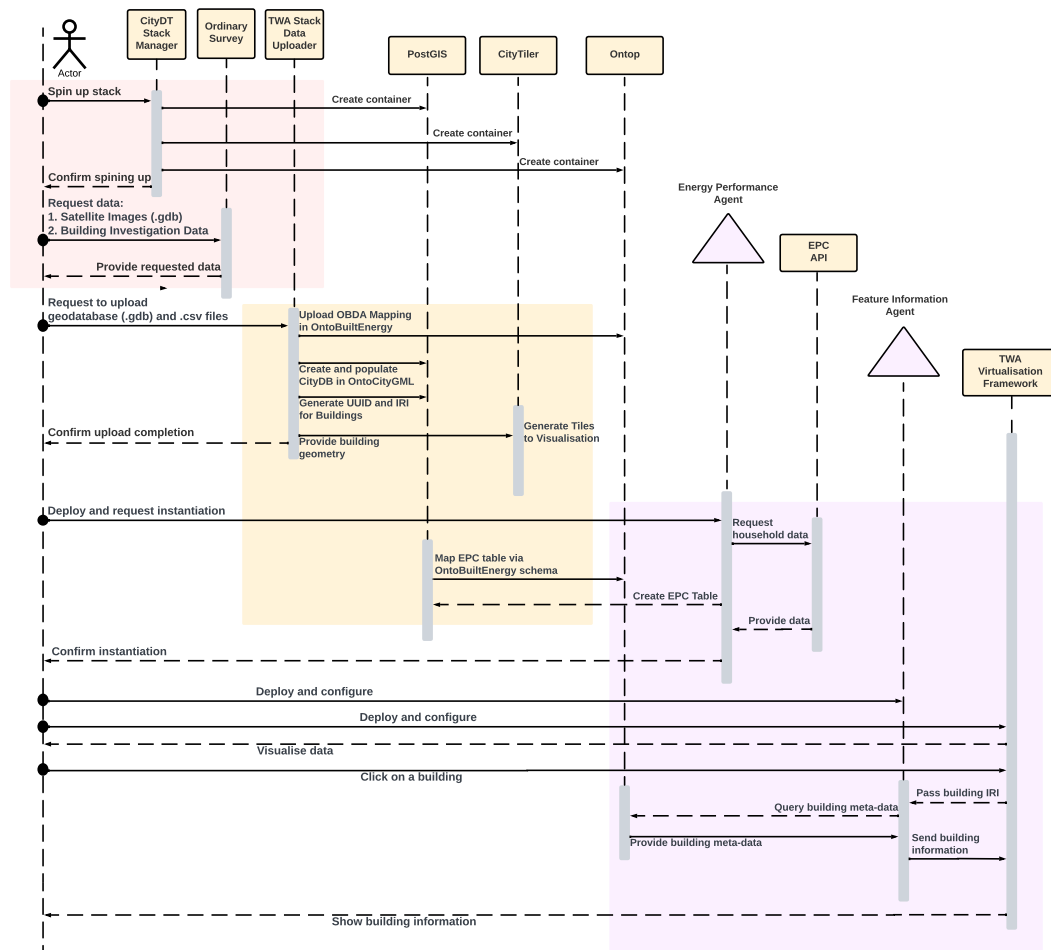 CityDT
Stack
Manager
Ordinary
Survey
TWA Stack
Data
Uploader
PostGIS
CityTiler
Ontop
Actor
Spin up stack
Create container
Create container
Create container
Confirm spining up
Request data:
1. Satellite Images (.gdb)
2. Building Investigation Data
Energy Performance
Agent
EPC
API
Provide requested data
Feature Information
Agent
Request to upload
geodatabase (.gdb) and .csv files
Upload OBDA Mapping
in OntoBuiltEnergy
TWA
Virtualisation
Framework
Create and populate
CityDB in OntoCityGML
Generate UUID and IRI
for Buildings
Generate Tiles
to Visualisation
Confirm upload completion
Provide building
geometry
Deploy and request instantiation
Request
household data
Map EPC table via
OntoBuiltEnergy schema
Create EPC Table
Provide data
Confirm instantiation
Deploy and configure
Deploy and configure
Visualise data
Click on a building
Pass building IRI
Query building meta-data
Provide building meta-data
Send building
information
Show building information